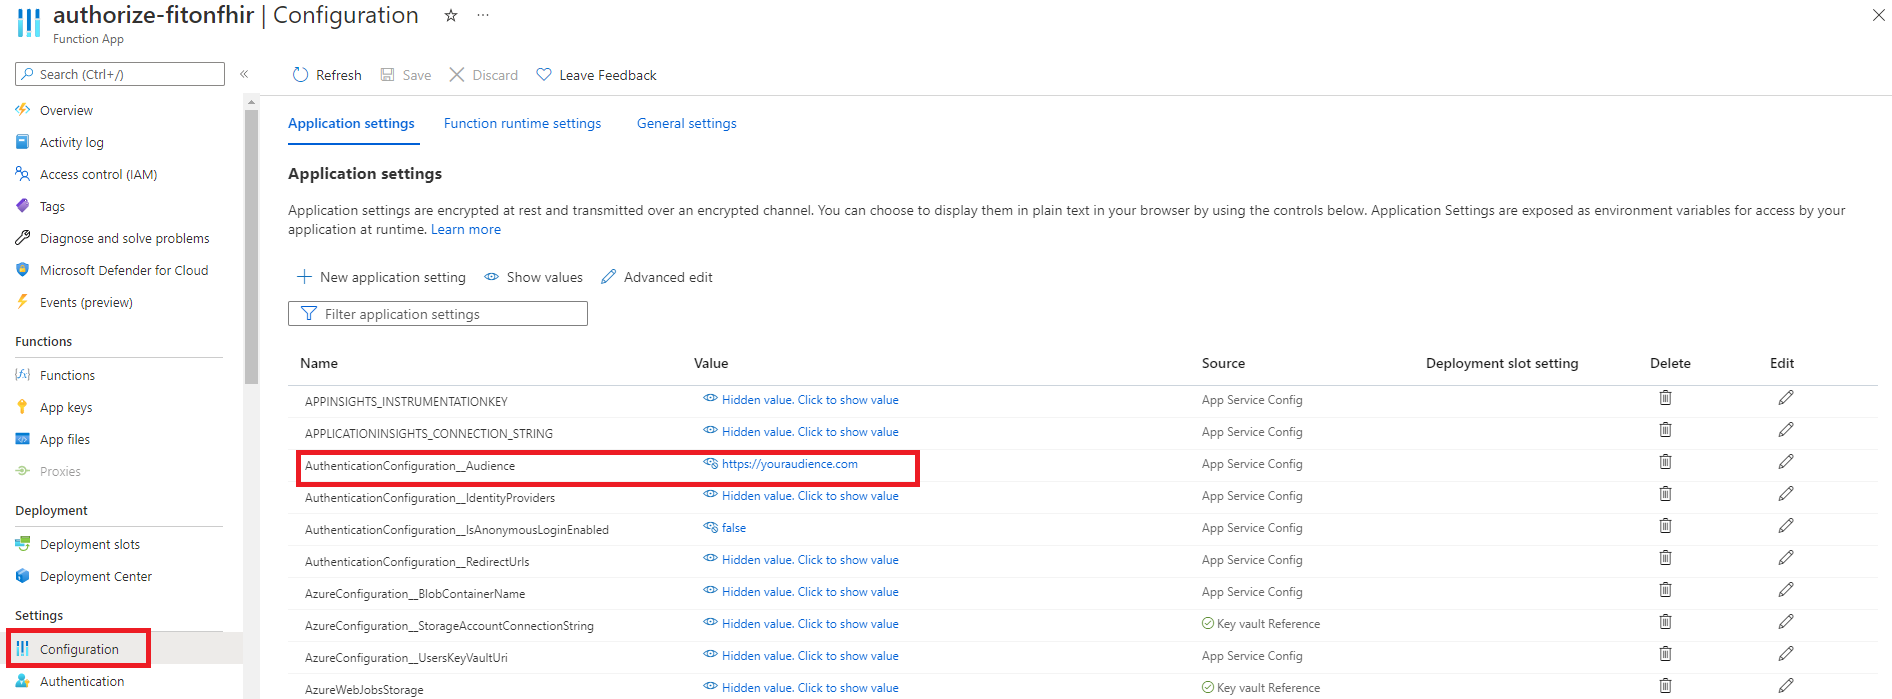 authorize-fitonfhir | Configuration
Function App
Search (Ctrl+/)
Overview
Activity log
Access control (IAM)
Tags
Diagnose and solve problems
Microsoft Defender for Cloud
Events (preview)
Functions
Functions
App keys
App files
Proxies
Deployment
Deployment slots
Deployment Center
Settings
Configuration
Authentication
Refresh Save Discard Leave Feedback
Application settings Function runtime settings General settings
Application settings
Application settings are encrypted at rest and transmitted over an encrypted channel. You can choose to display them in plain text in your browser by using the controls below. Application Settings are exposed as environment variables for access by your
application at runtime. Learn more
New application setting Show values Advanced edit
Filter application settings
Name Value Source Deployment slot setting Delete Edit
APPINSIGHTS_INSTRUMENTATIONKEY Hidden value. Click to show value App Service Config
APPLICATIONINSIGHTS_CONNECTION_STRING Hidden value. Click to show value App Service Config
AuthenticationConfiguration__Audience https://youraudience.com App Service Config
AuthenticationConfiguration__IdentityProviders Hidden value. Click to show value App Service Config
AuthenticationConfiguration__IsAnonymousLoginEnabled false App Service Config
AuthenticationConfiguration__RedirectUrls Hidden value. Click to show value App Service Config
AzureConfiguration__BlobContainerName Hidden value. Click to show value App Service Config
AzureConfiguration__StorageAccountConnectionString Hidden value. Click to show value Key vault Reference
AzureConfiguration__UsersKeyVaultUri Hidden value. Click to show value App Service Config
AzureWebJobsStorage Hidden value. Click to show value Key vault Reference